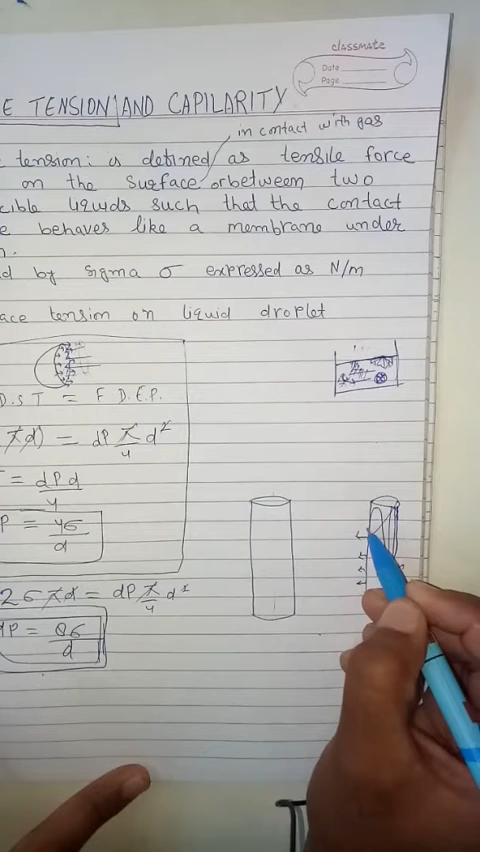 classmate
Date
Page
E TENSION AND CAPILARITY
in contact with gas
tension: is defined as tensile force
on the surface or between two
cible liquids such that the contact
e behaves like a membrane under
n.
d by sigma σ expressed as N/m
ace tension on liquid droplet
D.S T = F D.E.P.
πd) = dP π/4 d²
= dPd/4
P = 4σ/d
2σπd = dP π/4 d²
dP = 8σ/d